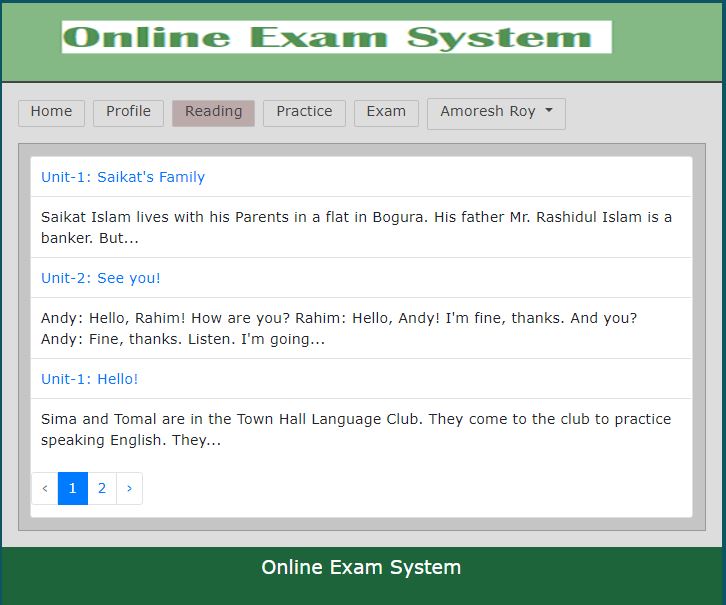 Online Exam System
Home Profile Reading Practice Exam Amoresh Roy
Unit-1: Saikat's Family
Saikat Islam lives with his Parents in a flat in Bogura. His father Mr. Rashidul Islam is a
banker. But...
Unit-2: See you!
Andy: Hello, Rahim! How are you? Rahim: Hello, Andy! I'm fine, thanks. And you?
Andy: Fine, thanks. Listen. I'm going...
Unit-1: Hello!
Sima and Tomal are in the Town Hall Language Club. They come to the club to practice
speaking English. They...
‹ 1 2 ›
Online Exam System